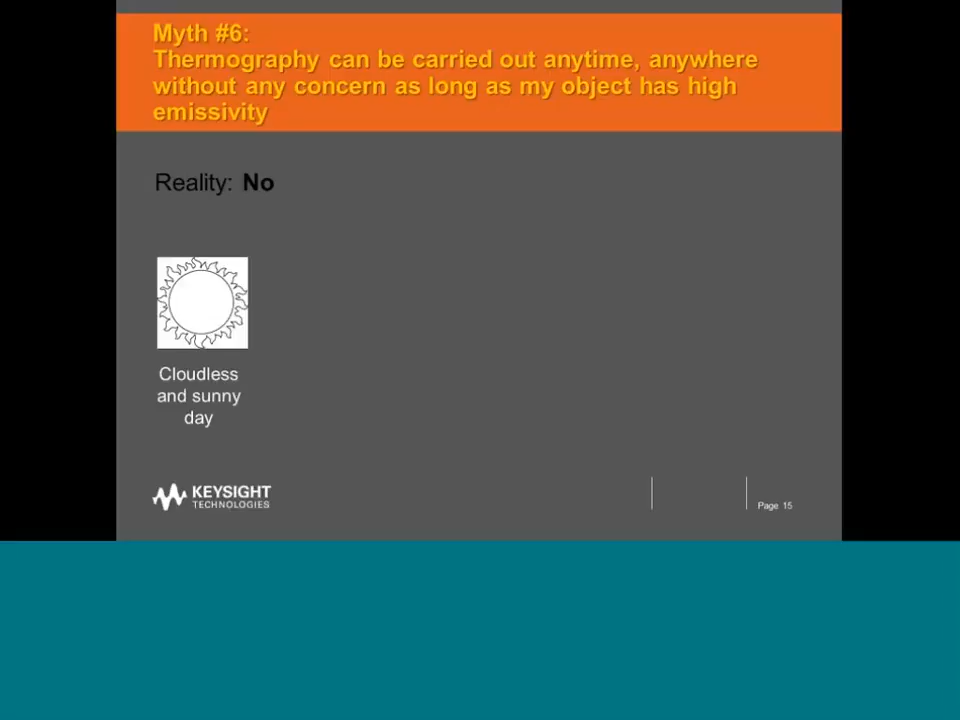 Myth #6:
Thermography can be carried out anytime, anywhere
without any concern as long as my object has high
emissivity
Reality: No
Cloudless
and sunny
day
KEYSIGHT
TECHNOLOGIES
Page 15